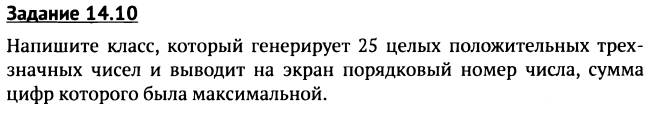 Задание 14.10
Напишите класс, который генерирует 25 целых положительных трех-
значных чисел и выводит на экран порядковый номер числа, сумма
цифр которого была максимальной.